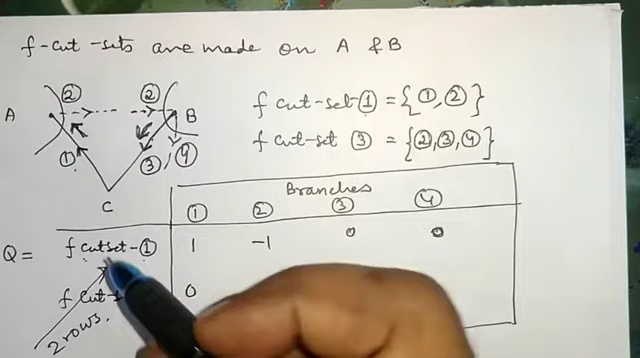 f-cut-sets are made on A & B
② ②
A B
① ③, ④
C
f cut-set-① = {①, ②}
f cut-set ③ = {②, ③, ④}
Branches
① ② ③ ④
Q = f cutset-① 1 -1 0 0
f cut-s 0
2 rows.